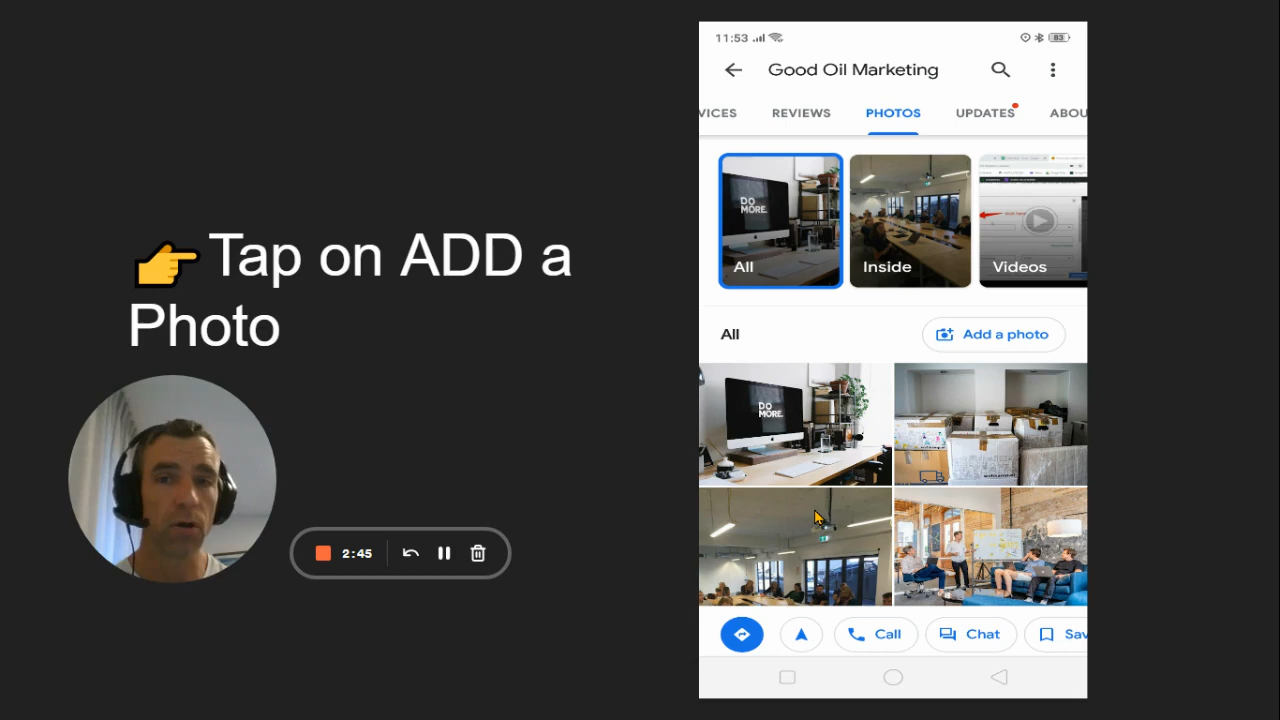 👉Tap on ADD a
Photo
2:45
11:53
83
Good Oil Marketing
VICES REVIEWS PHOTOS UPDATES ABOU
DO
MORE.
All Inside Videos
All Add a photo
DO
MORE.
Call Chat Sav